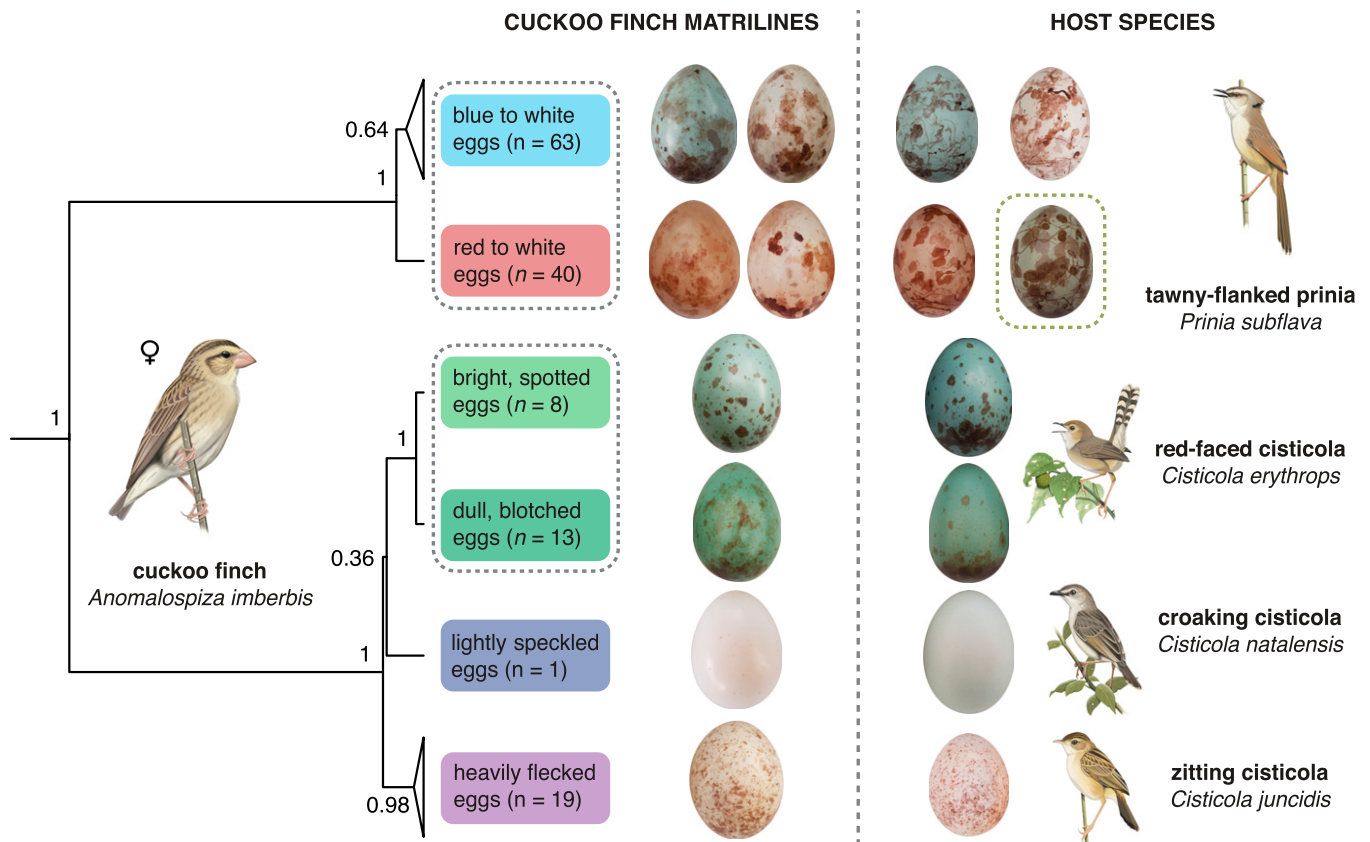 CUCKOO FINCH MATRILINES
HOST SPECIES
0.64
1
blue to white
eggs (n = 63)
red to white
eggs (n = 40)
tawny-flanked prinia
Prinia subflava
♀
1
cuckoo finch
Anomalospiza imberbis
bright, spotted
eggs (n = 8)
1
dull, blotched
eggs (n = 13)
red-faced cisticola
Cisticola erythrops
0.36
1
lightly speckled
eggs (n = 1)
croaking cisticola
Cisticola natalensis
0.98
heavily flecked
eggs (n = 19)
zitting cisticola
Cisticola juncidis